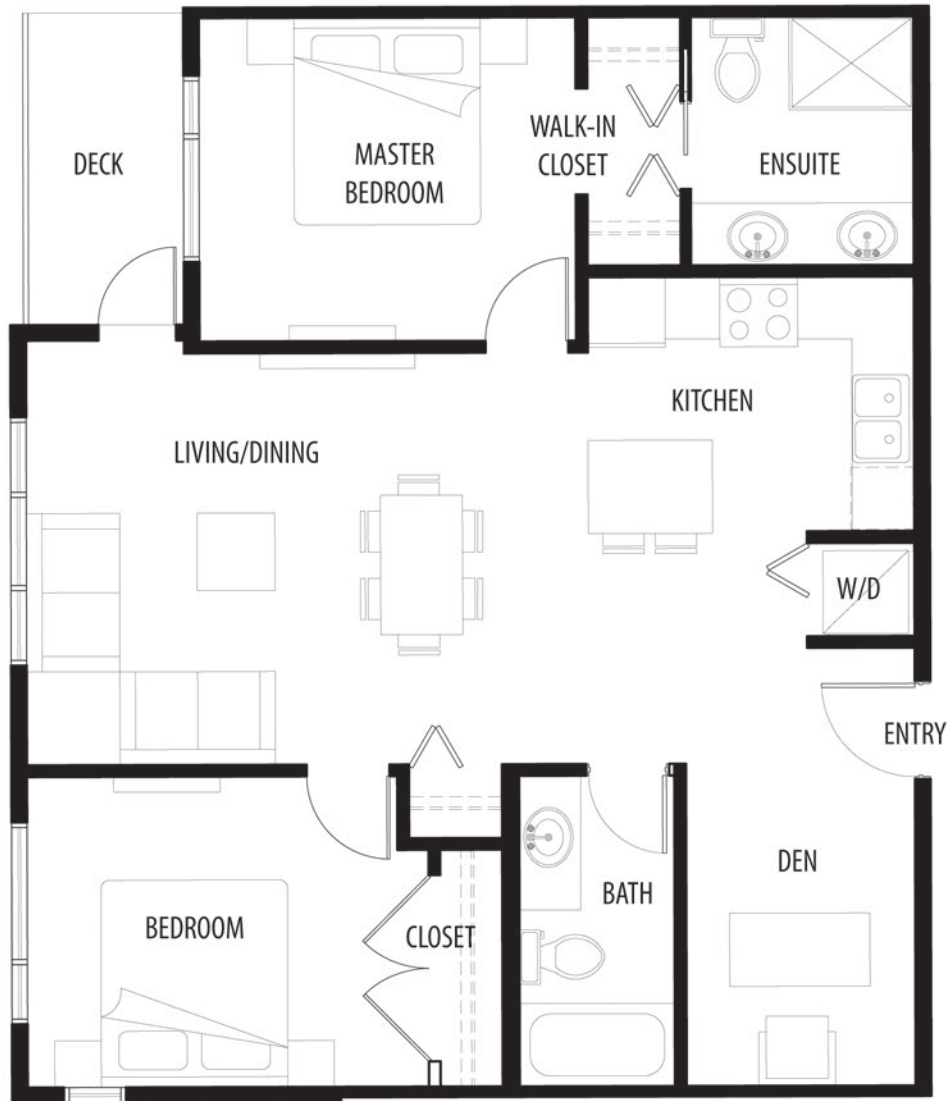 DECK
MASTER
BEDROOM
WALK-IN
CLOSET
ENSUITE
KITCHEN
LIVING/DINING
W/D
ENTRY
DEN
BATH
BEDROOM
CLOSET